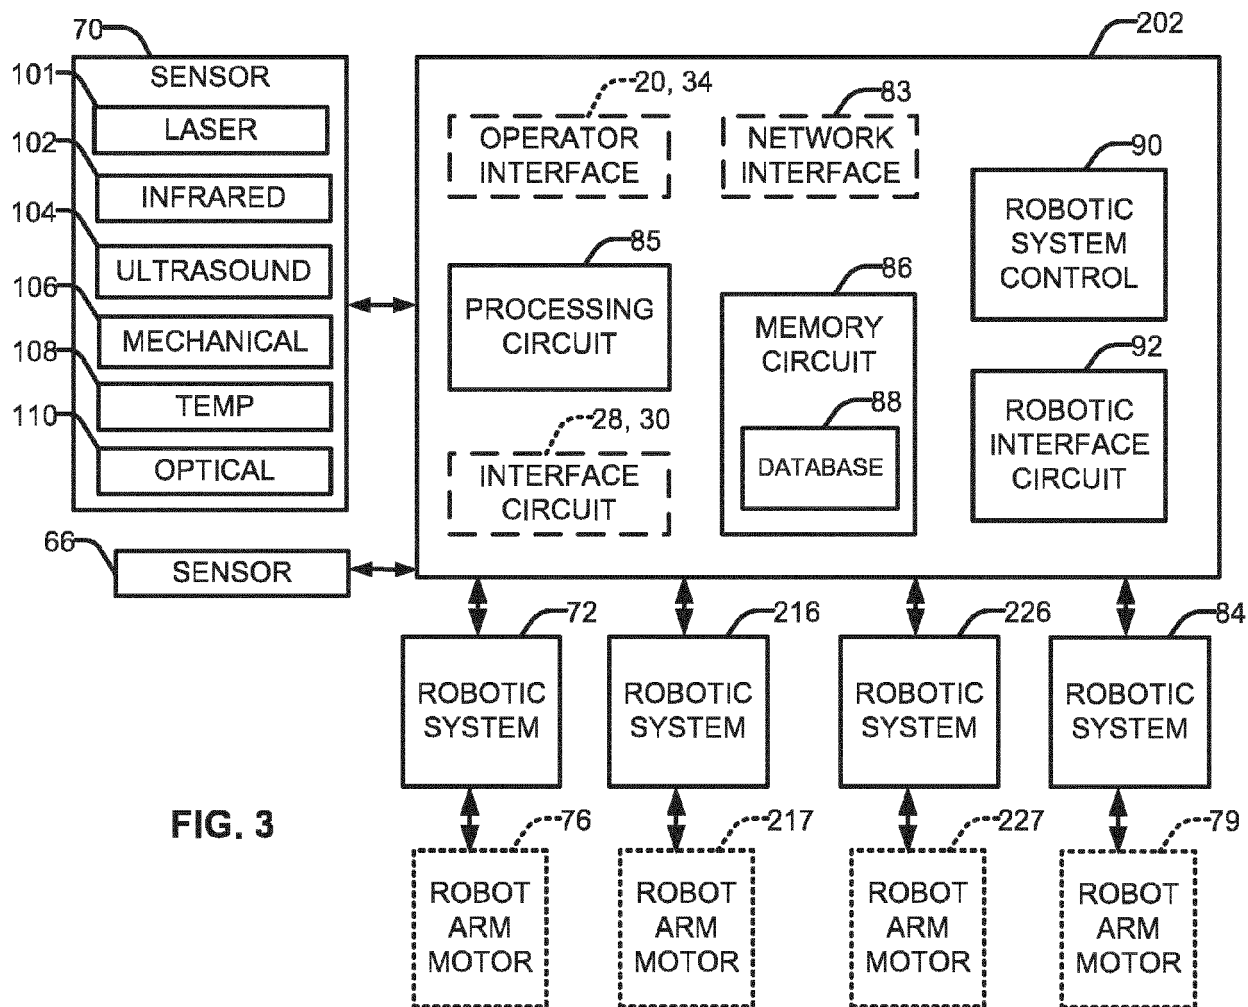 70
202
SENSOR
101
LASER
102
INFRARED
104
ULTRASOUND
106
MECHANICAL
108
TEMP
110
OPTICAL
66
SENSOR
20, 34
OPERATOR
INTERFACE
83
NETWORK
INTERFACE
90
ROBOTIC
SYSTEM
CONTROL
85
PROCESSING
CIRCUIT
86
MEMORY
CIRCUIT
88
DATABASE
92
ROBOTIC
INTERFACE
CIRCUIT
28, 30
INTERFACE
CIRCUIT
72
ROBOTIC
SYSTEM
216
ROBOTIC
SYSTEM
226
ROBOTIC
SYSTEM
84
ROBOTIC
SYSTEM
FIG. 3
76
ROBOT
ARM
MOTOR
217
ROBOT
ARM
MOTOR
227
ROBOT
ARM
MOTOR
79
ROBOT
ARM
MOTOR